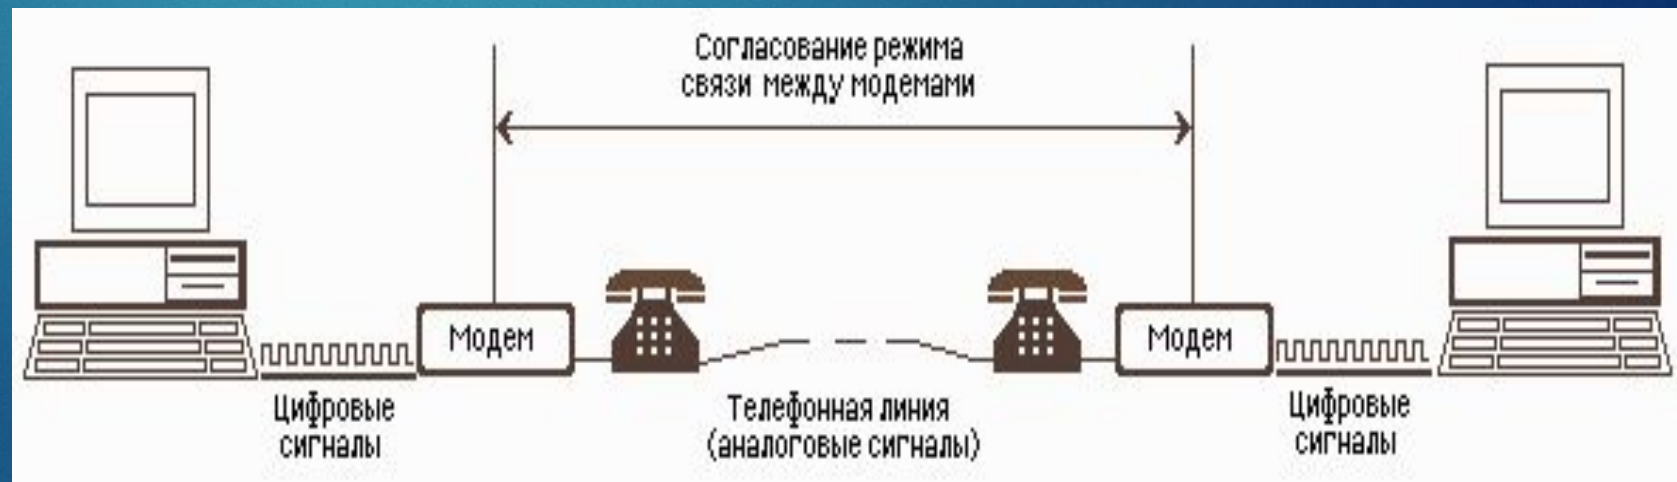 Согласование режима
связи между модемами
Модем
Модем
Цифровые
сигналы
Телефонная линия
(аналоговые сигналы)
Цифровые
сигналы